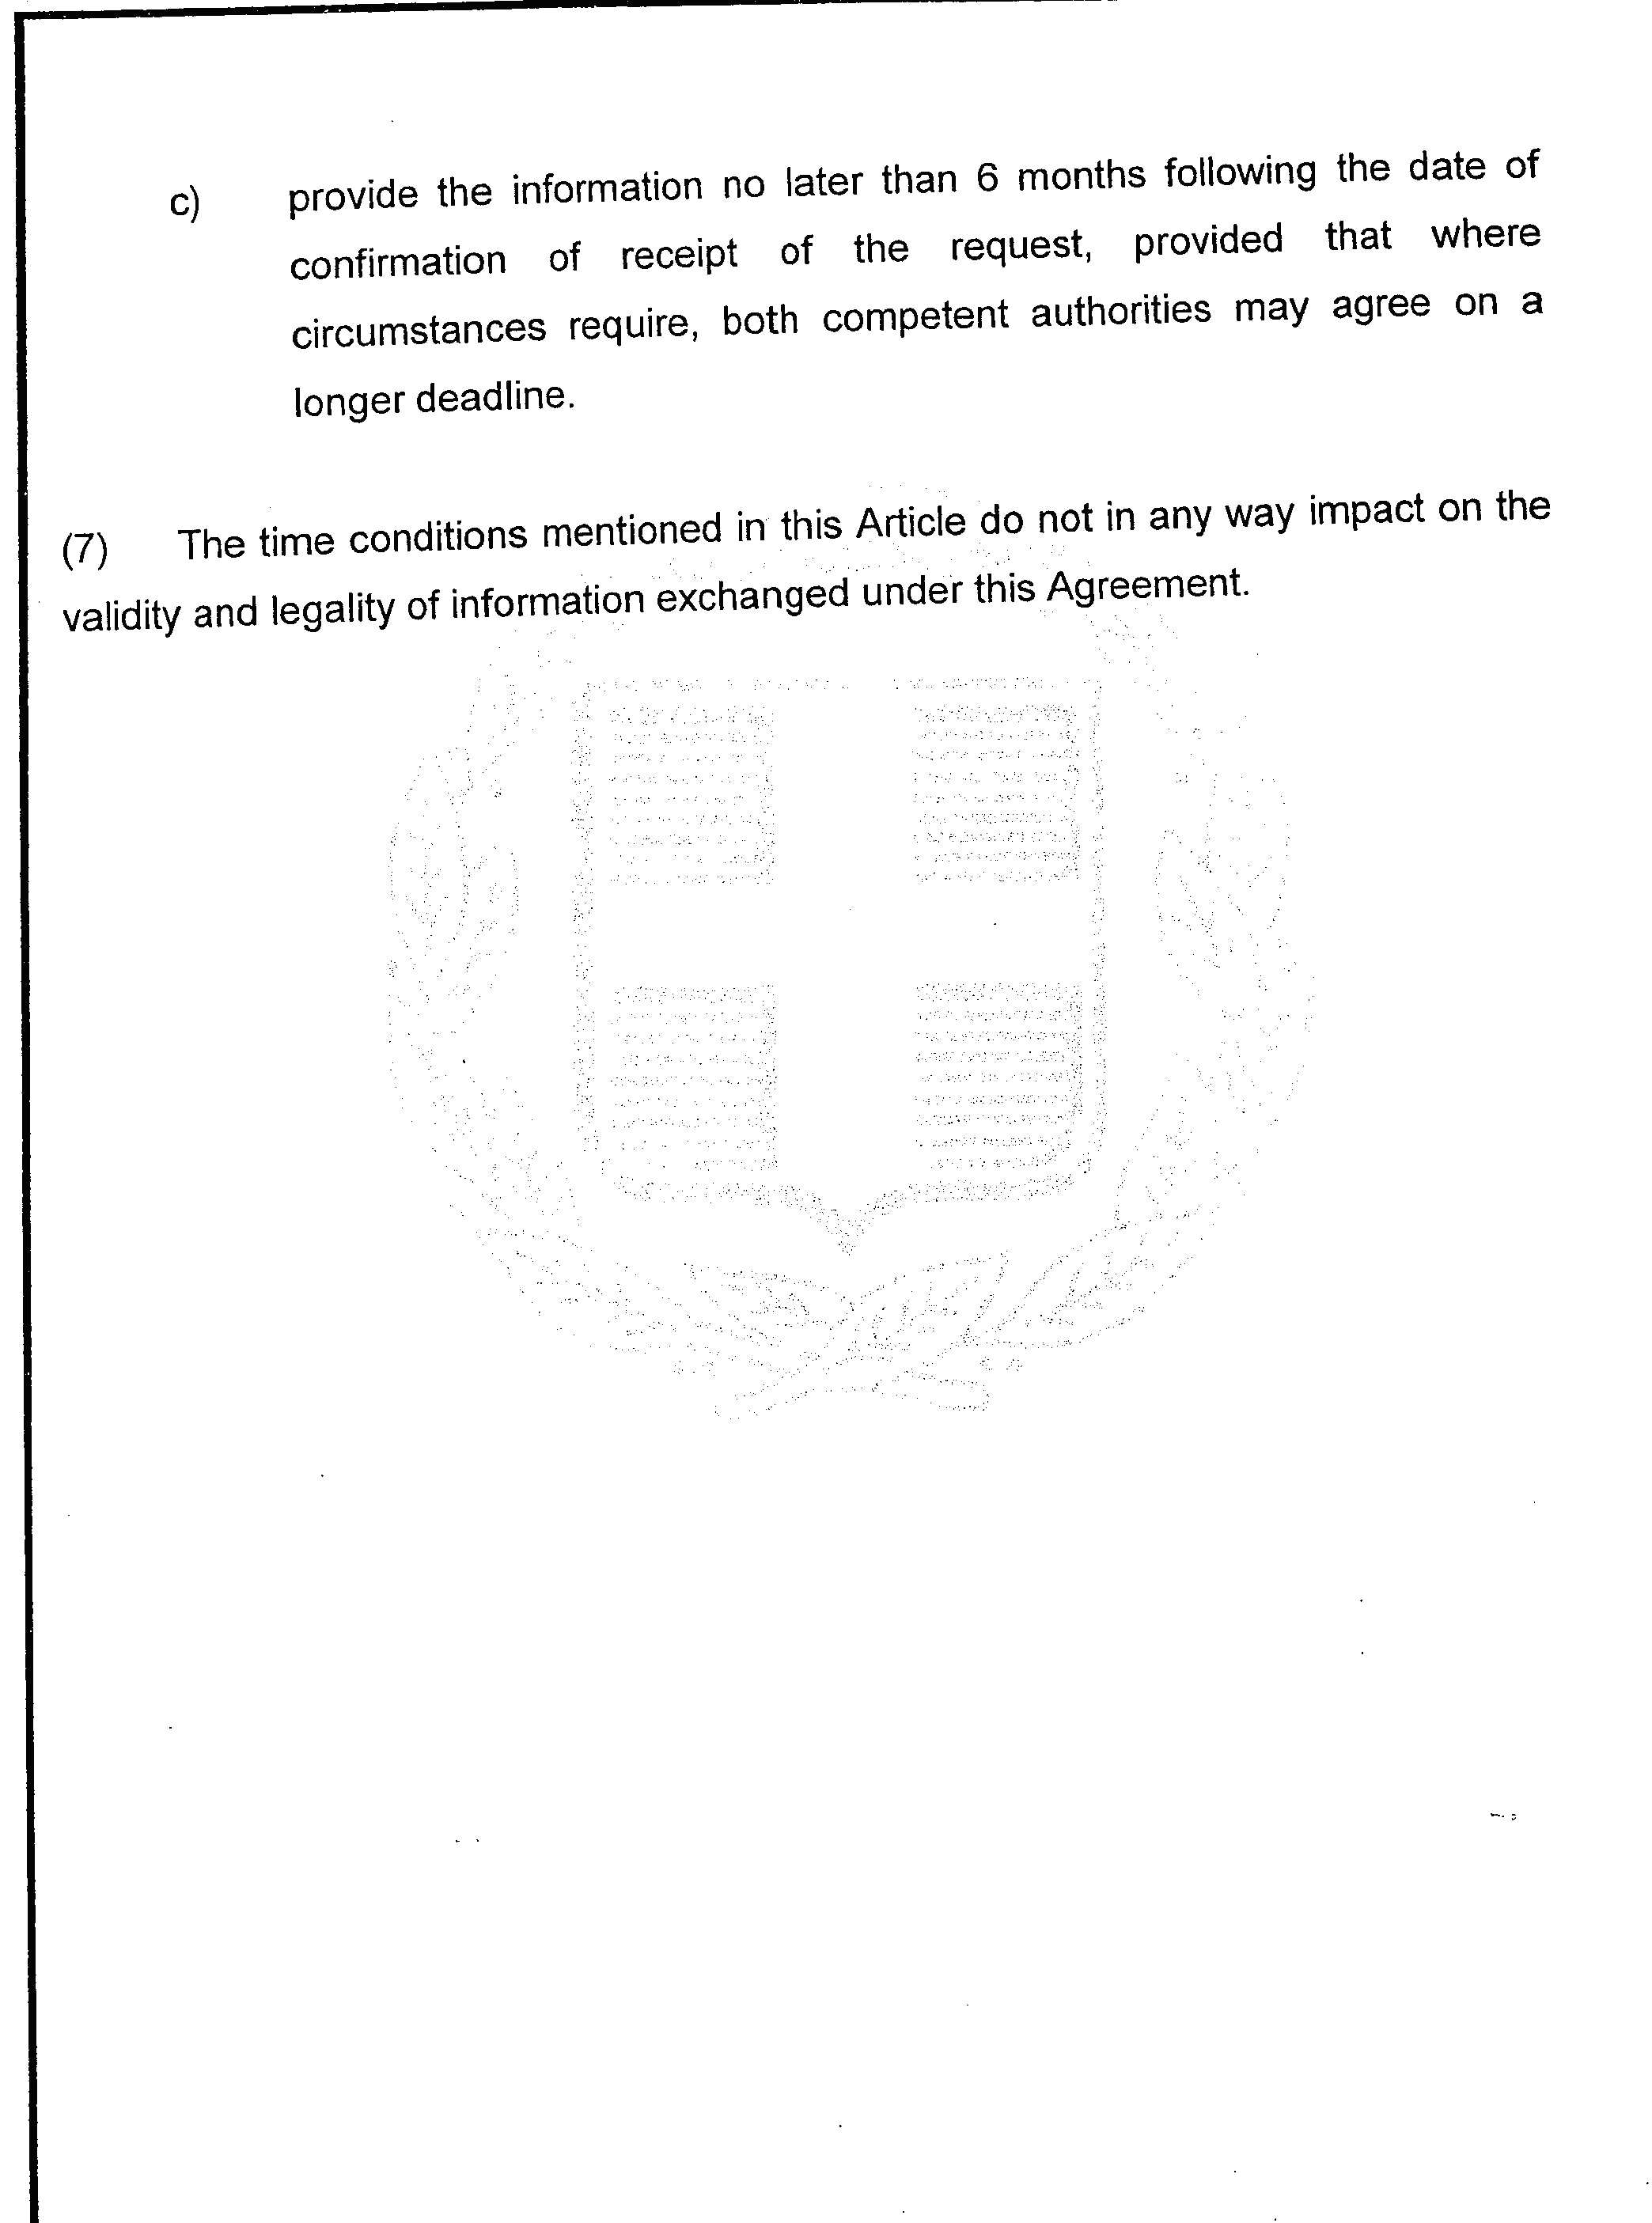 c) provide the information no later than 6 months following the date of
confirmation of receipt of the request, provided that where
circumstances require, both competent authorities may agree on a
longer deadline.
(7) The time conditions mentioned in this Article do not in any way impact on the
validity and legality of information exchanged under this Agreement.